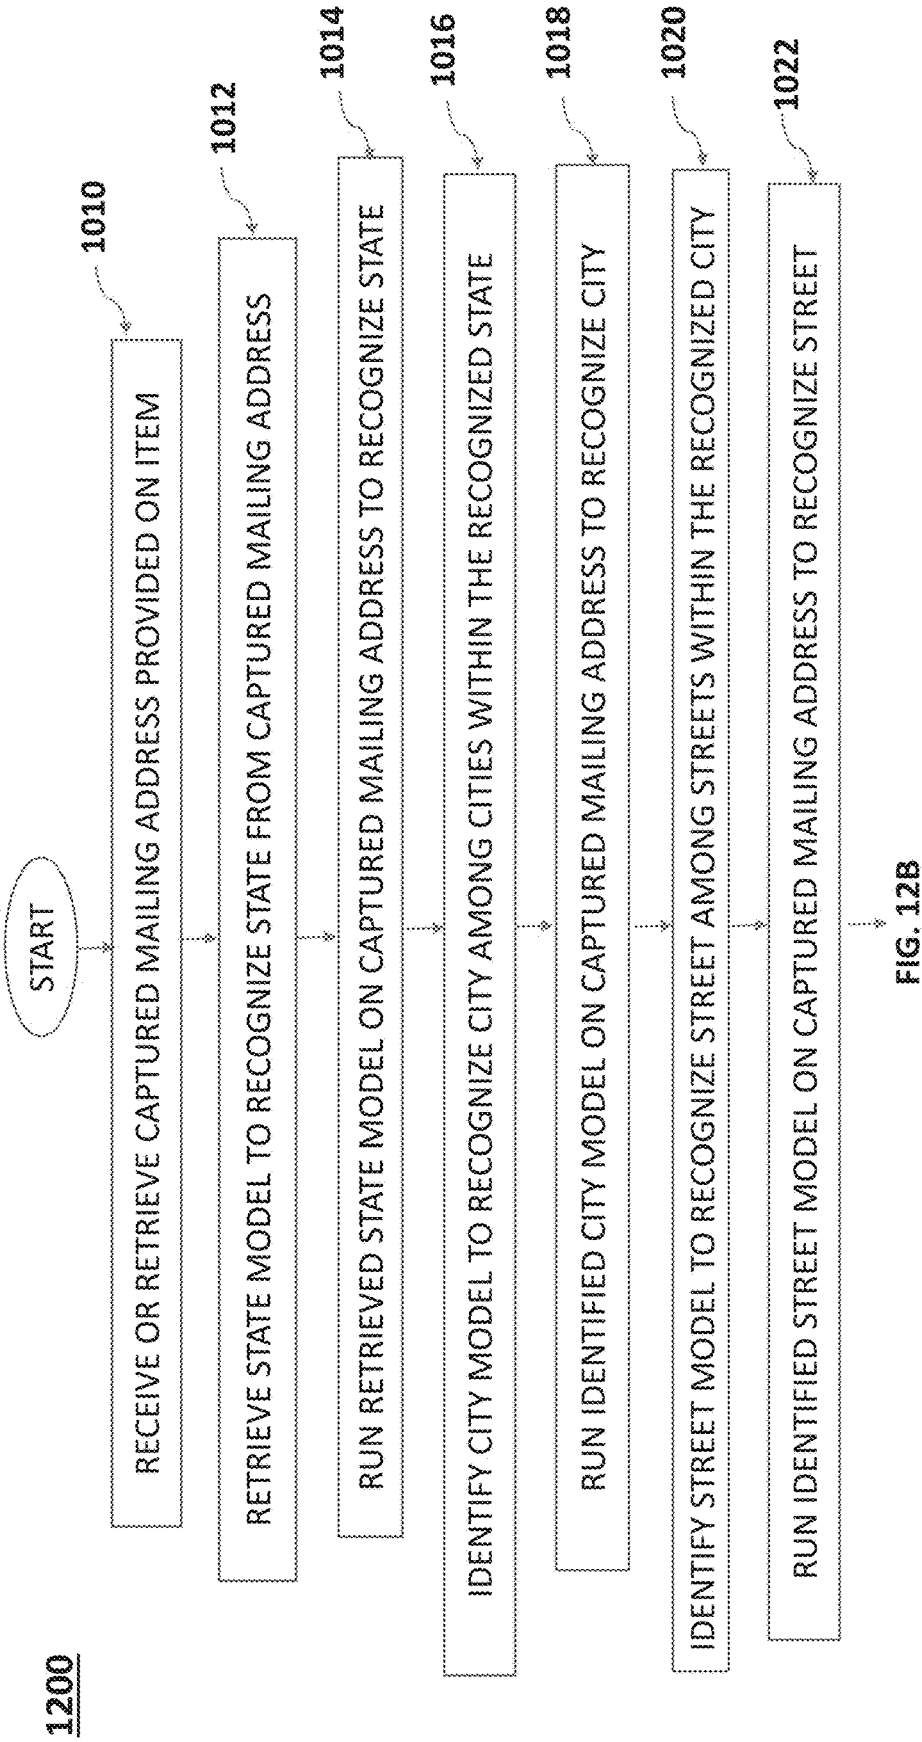 1200
START
RECEIVE OR RETRIEVE CAPTURED MAILING ADDRESS PROVIDED ON ITEM
1010
RETRIEVE STATE MODEL TO RECOGNIZE STATE FROM CAPTURED MAILING ADDRESS
1012
RUN RETRIEVED STATE MODEL ON CAPTURED MAILING ADDRESS TO RECOGNIZE STATE
1014
IDENTIFY CITY MODEL TO RECOGNIZE CITY AMONG CITIES WITHIN THE RECOGNIZED STATE
1016
RUN IDENTIFIED CITY MODEL ON CAPTURED MAILING ADDRESS TO RECOGNIZE CITY
1018
IDENTIFY STREET MODEL TO RECOGNIZE STREET AMONG STREETS WITHIN THE RECOGNIZED CITY
1020
RUN IDENTIFIED STREET MODEL ON CAPTURED MAILING ADDRESS TO RECOGNIZE STREET
1022
FIG. 12B